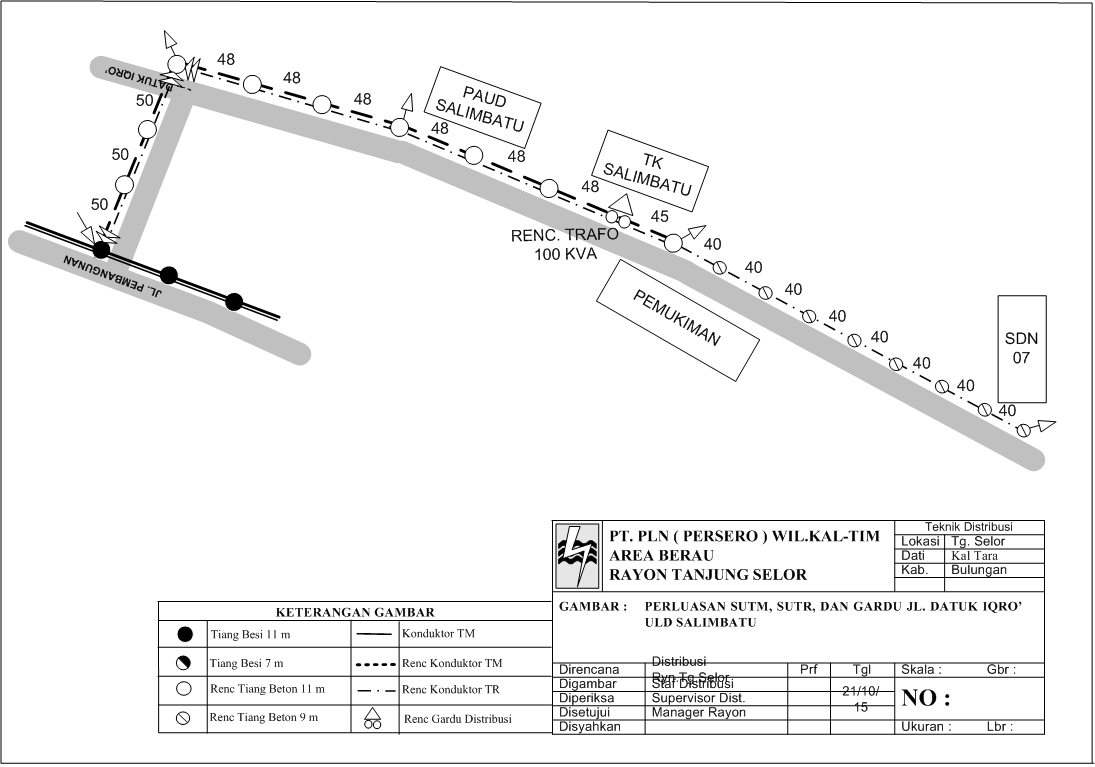 48
48
48
48
48
48
45
40
40
40
40
40
40
40
40
50
50
50
DATUK IQRO'
JL. PEMBANGUNAN
PAUD
SALIMBATU
TK
SALIMBATU
RENC. TRAFO
100 KVA
PEMUKIMAN
SDN
07
KETERANGAN GAMBAR
Tiang Besi 11 m
Konduktor TM
Tiang Besi 7 m
Renc Konduktor TM
Renc Tiang Beton 11 m
Renc Konduktor TR
Renc Tiang Beton 9 m
Renc Gardu Distribusi
PT. PLN ( PERSERO ) WIL.KAL-TIM
AREA BERAU
RAYON TANJUNG SELOR
Teknik Distribusi
Lokasi Tg. Selor
Dati Kal Tara
Kab. Bulungan
GAMBAR : PERLUASAN SUTM, SUTR, DAN GARDU JL. DATUK IQRO'
ULD SALIMBATU
Direncana Distribusi Prf Tgl Skala : Gbr :
Ryn.Tg.Selor
Digambar Staf Distribusi
Diperiksa Supervisor Dist. 21/10/
15
NO :
Disetujui Manager Rayon
Disyahkan Ukuran : Lbr :